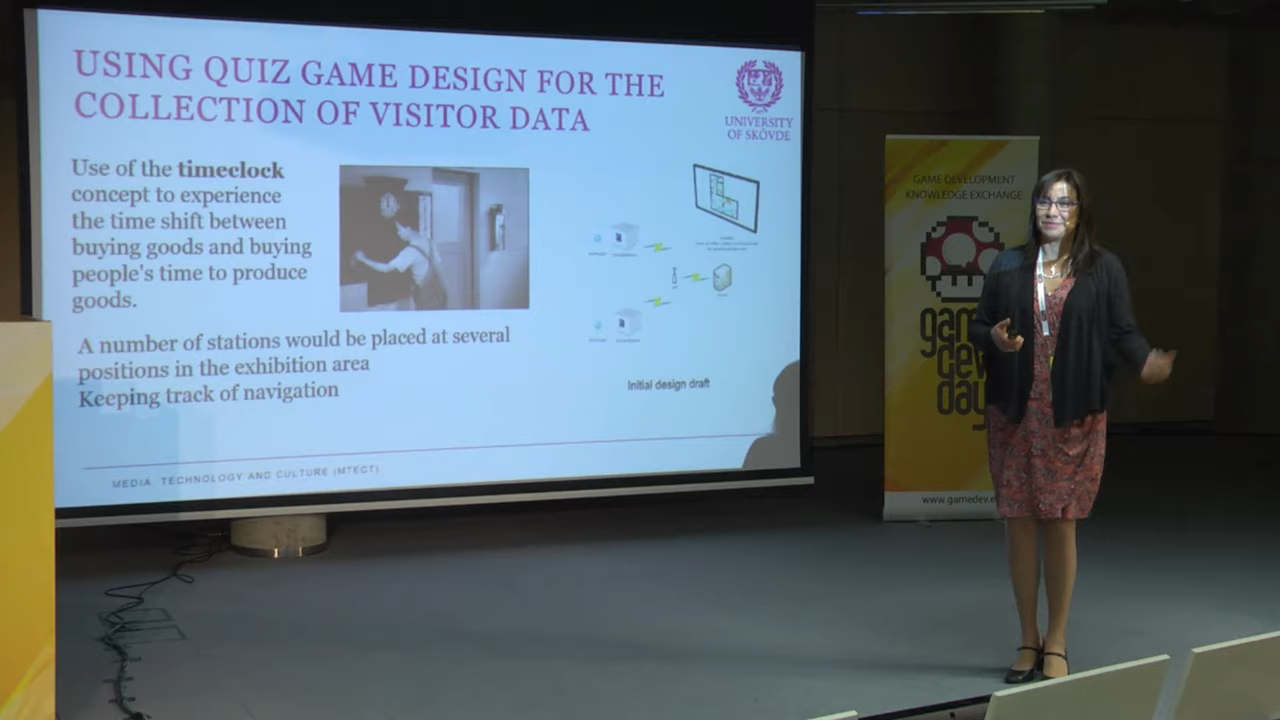 USING QUIZ GAME DESIGN FOR THE
COLLECTION OF VISITOR DATA
UNIVERSITY
OF SKÖVDE
Use of the timeclock
concept to experience
the time shift between
buying goods and buying
people's time to produce
goods.
A number of stations would be placed at several
positions in the exhibition area
Keeping track of navigation
Initial design draft
MEDIA TECHNOLOGY AND CULTURE (MTECT)
GAME DEVELOPMENT
KNOWLEDGE EXCHANGE
gam
dev
day
www.gamedev.e